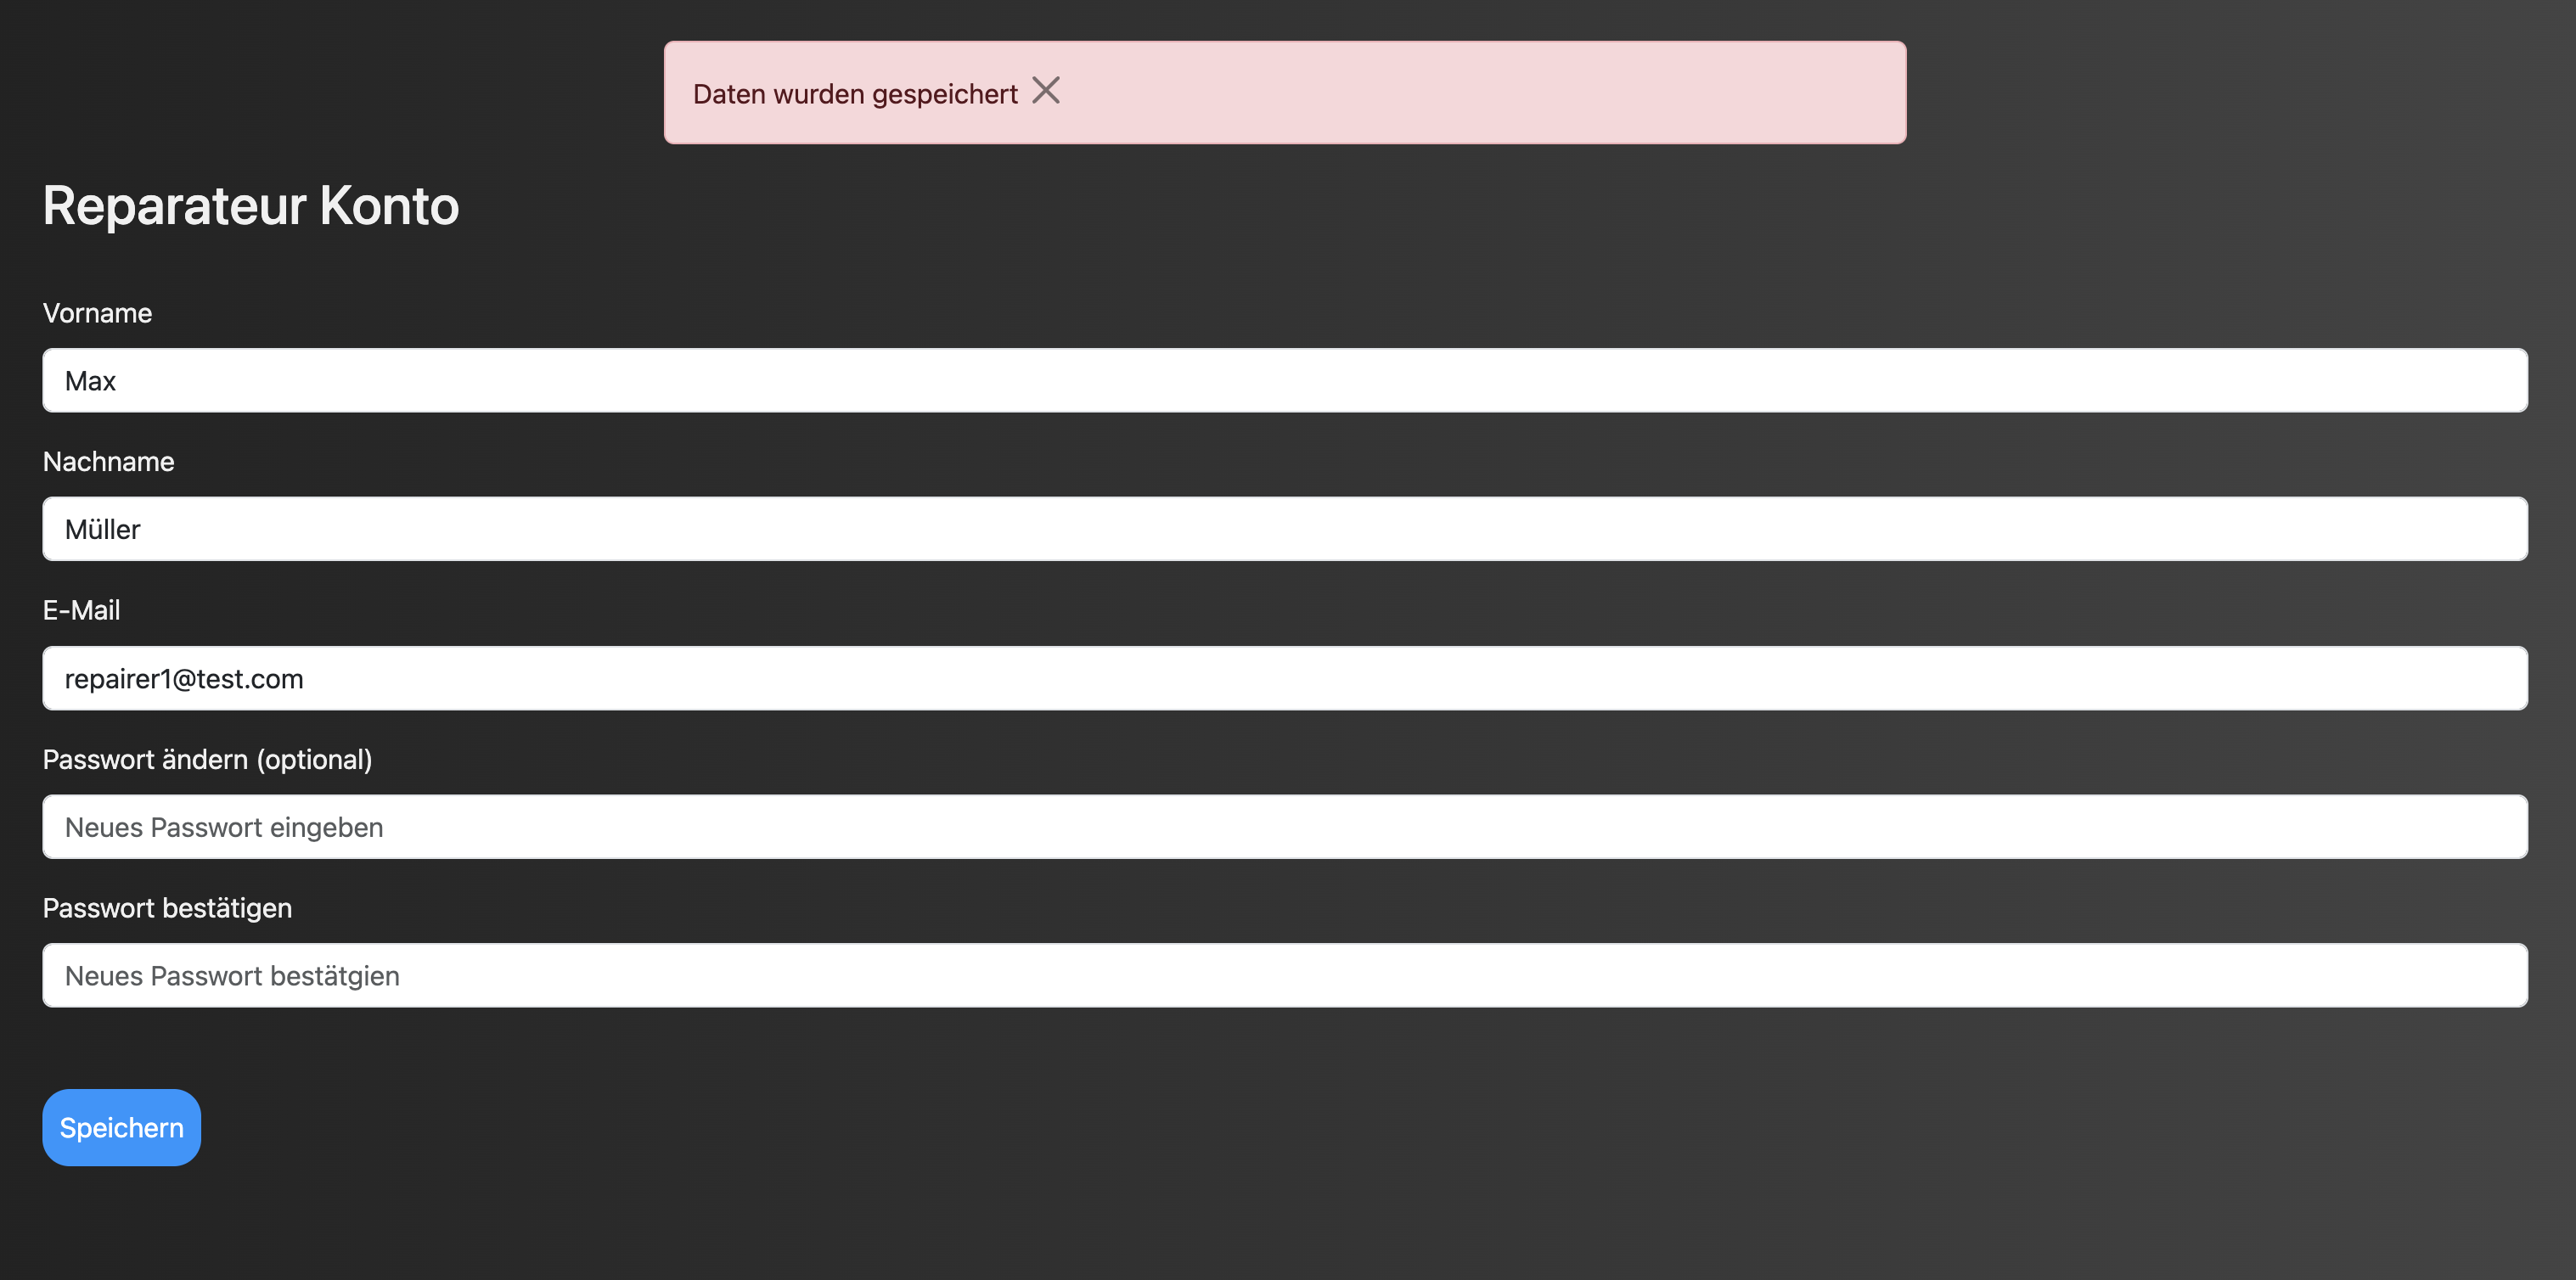 Daten wurden gespeichert
Reparateur Konto
Vorname
Max
Nachname
Müller
E-Mail
repairer1@test.com
Passwort ändern (optional)
Neues Passwort eingeben
Passwort bestätigen
Neues Passwort bestätgien
Speichern